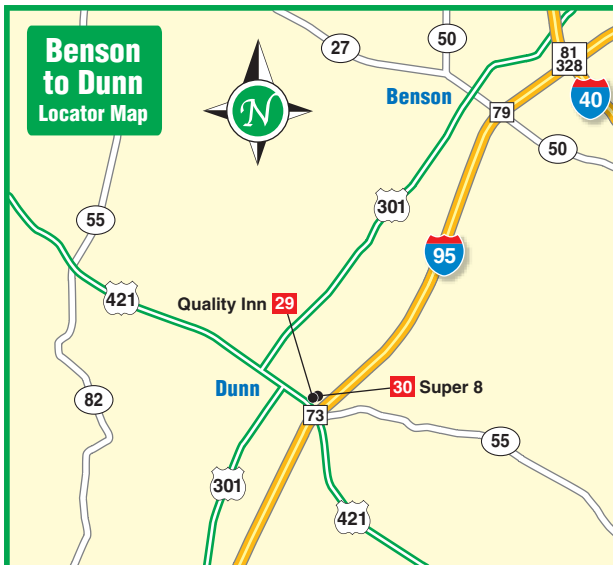 Benson
to Dunn
Locator Map
N
27
50
81
328
40
Benson
79
50
301
55
95
421
Quality Inn 29
Dunn
30 Super 8
73
82
55
301
421